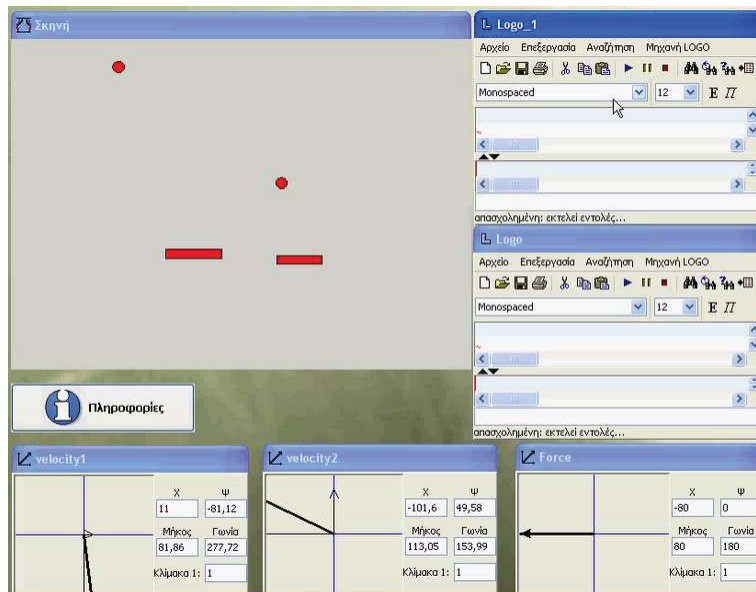 Σκηνή
Logo_1
Αρχείο Επεξεργασία Αναζήτηση Μηχανή LOGO
Monospaced 12 Ε Π
απασχολημένη: εκτελεί εντολές...
Logo
Αρχείο Επεξεργασία Αναζήτηση Μηχανή LOGO
Monospaced 12 Ε Π
απασχολημένη: εκτελεί εντολές...
Πληροφορίες
velocity1
Χ Ψ
11 -81,12
Μήκος Γωνία
81,86 277,72
Κλίμακα 1: 1
velocity2
Χ Ψ
-101,6 49,58
Μήκος Γωνία
113,05 153,99
Κλίμακα 1: 1
Force
Χ Ψ
-80 0
Μήκος Γωνία
80 180
Κλίμακα 1: 1